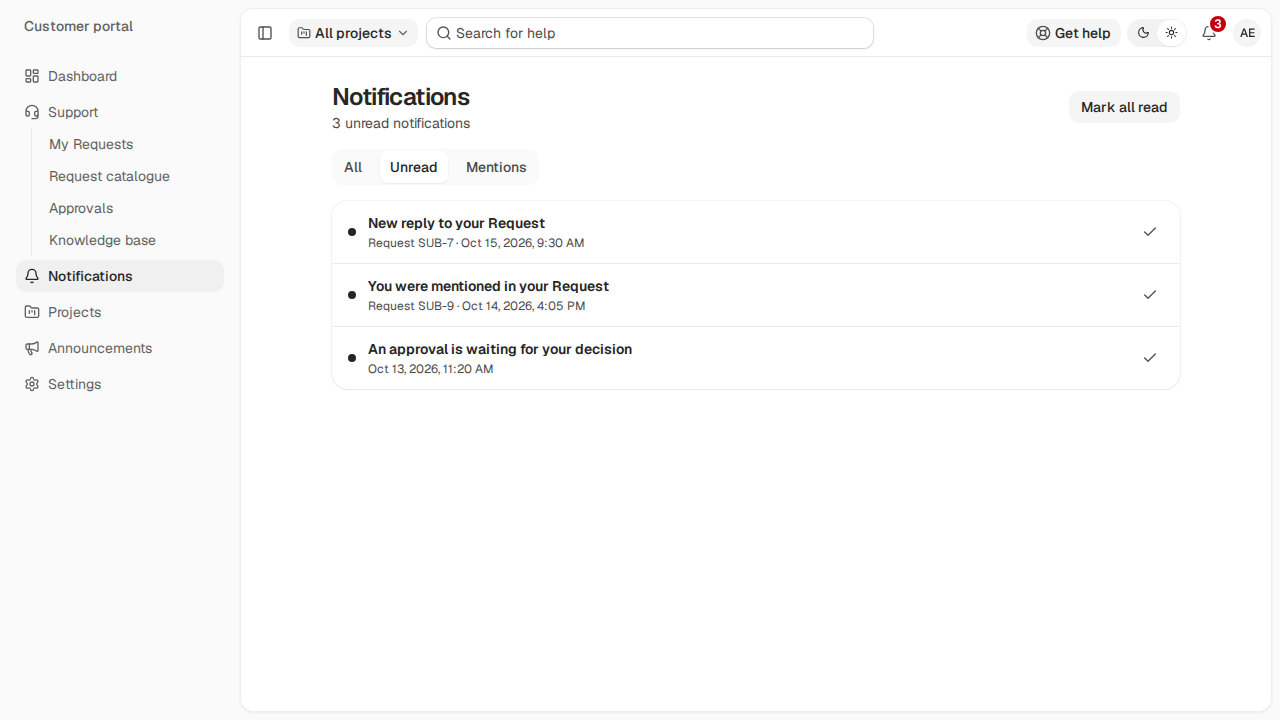 Customer portal
Dashboard
Support
My Requests
Request catalogue
Approvals
Knowledge base
Notifications
Projects
Announcements
Settings
All projects
Search for help
Get help
3
AE
Notifications
3 unread notifications
Mark all read
All
Unread
Mentions
New reply to your Request
Request SUB-7 · Oct 15, 2026, 9:30 AM
You were mentioned in your Request
Request SUB-9 · Oct 14, 2026, 4:05 PM
An approval is waiting for your decision
Oct 13, 2026, 11:20 AM